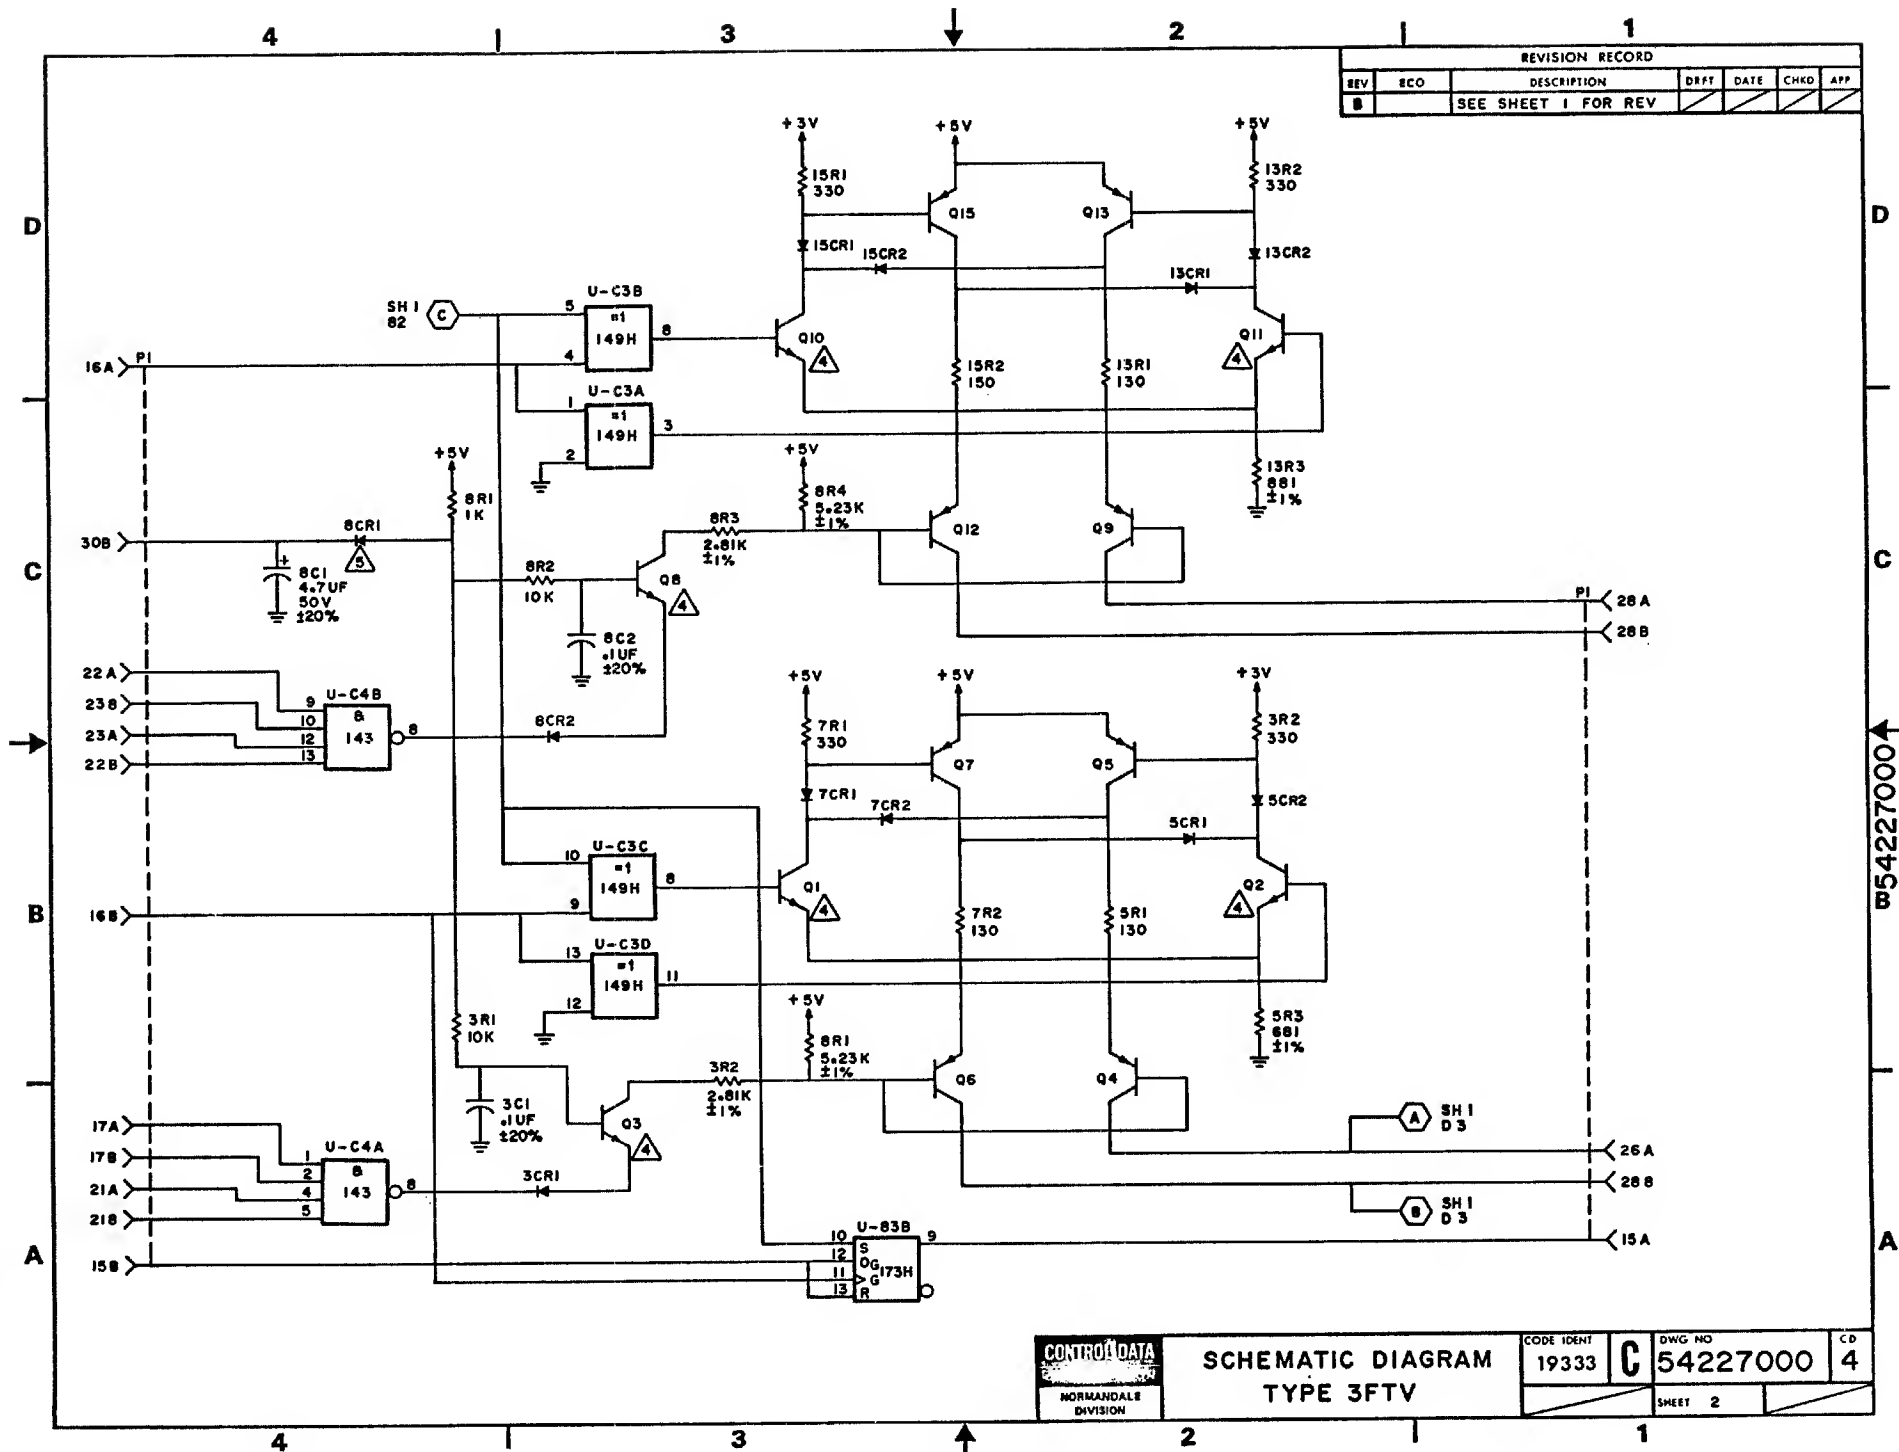 4 3 2 1
REVISION RECORD
REV ECO DESCRIPTION DRFT DATE CHKD APP
B SEE SHEET 1 FOR REV
+3V
+5V
+5V
15R1
330
13R2
330
D
Q15
Q13
D
15CR1
15CR2
13CR2
13CR1
SH 1
82
C
U-C3B
5
=1
149H
8
4
Q10
4
Q11
4
16A
P1
15R2
150
13R1
130
U-C3A
1
=1
149H
3
2
+5V
8R1
1K
+5V
8R4
5.23K
±1%
13R3
881
±1%
30B
8CR1
5
8R3
2.81K
±1%
Q12
Q9
C
8C1
4.7UF
50V
±20%
8R2
10K
Q8
4
C
8C2
.1UF
±20%
P1
28A
28B
22A
23B
23A
22B
U-C4B
9
10
12
13
&
143
8
8CR2
+5V
+5V
+3V
7R1
330
3R2
330
Q7
Q5
7CR1
7CR2
5CR2
5CR1
B54227000
U-C3C
10
=1
149H
8
9
Q1
4
Q2
4
B
16B
7R2
130
5R1
130
B
U-C3D
13
=1
149H
11
12
3R1
10K
+5V
8R1
5.23K
±1%
5R3
681
±1%
3R2
2.81K
±1%
Q6
Q4
3C1
.1UF
±20%
Q3
4
A
SH 1
D3
17A
17B
21A
21B
U-C4A
1
2
4
5
&
143
8
3CR1
26A
28B
B
SH 1
D3
A
15B
U-83B
10
12
11
13
S
DG
G
R
173H
9
15A
A
CONTROL DATA
NORMANDALE
DIVISION
SCHEMATIC DIAGRAM
TYPE 3FTV
CODE IDENT
19333
C
DWG NO
54227000
CD
4
SHEET 2
4 3 2 1